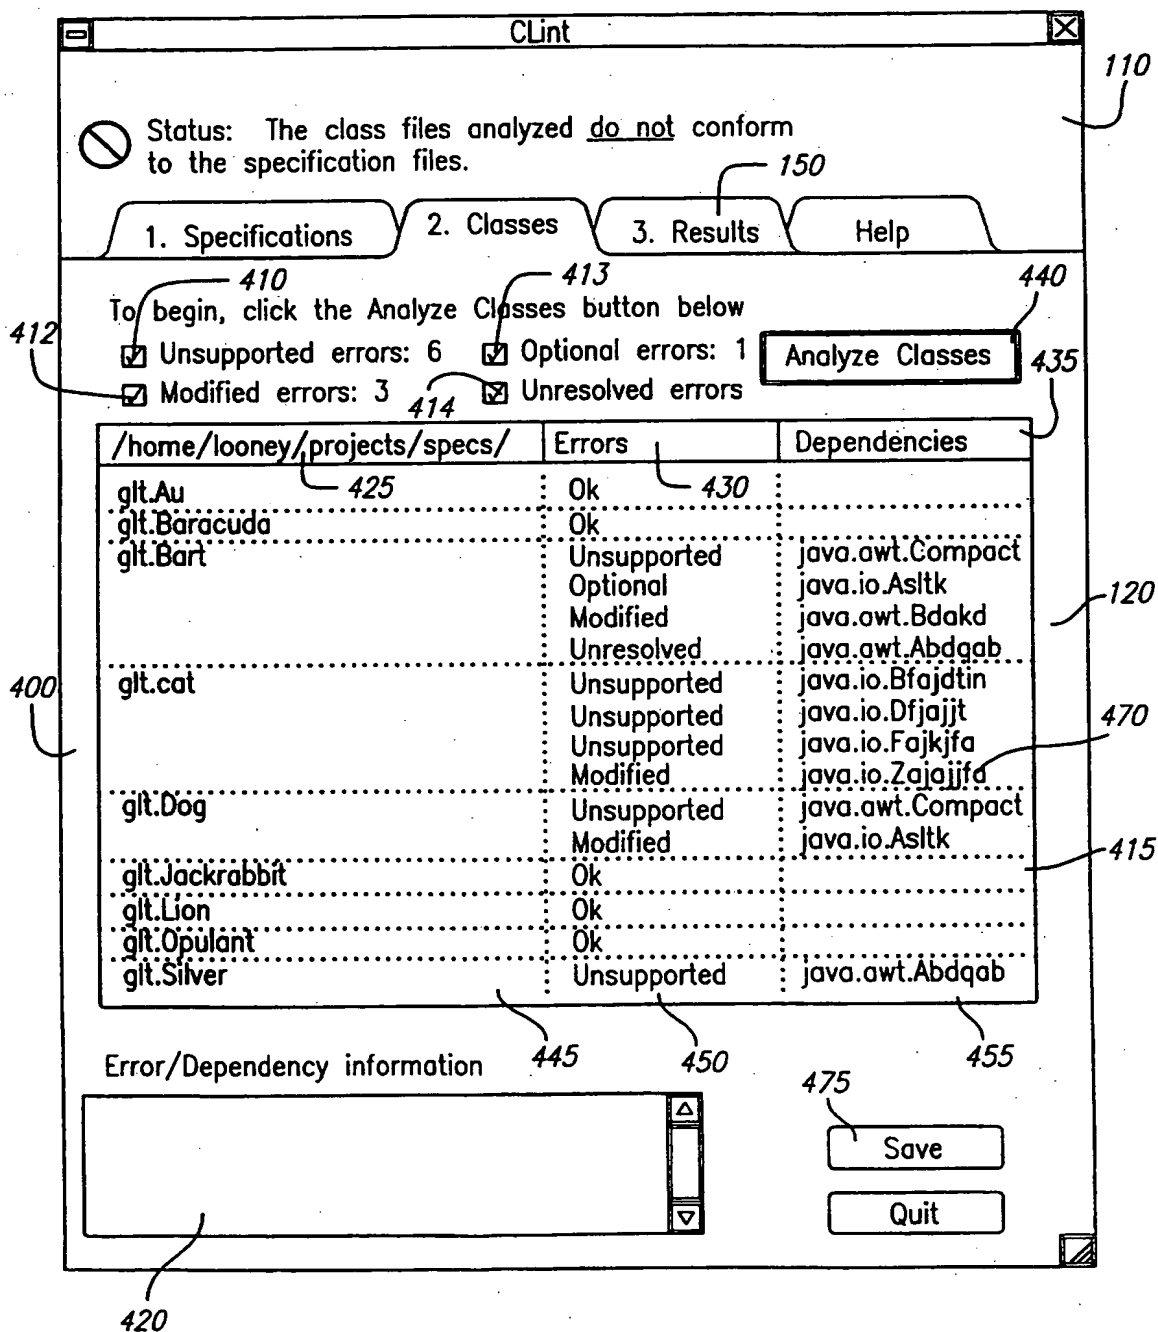 CLint
110
Status: The class files analyzed do not conform
to the specification files.
150
1. Specifications 2. Classes 3. Results Help
410 413 440
To begin, click the Analyze Classes button below
412
Unsupported errors: 6 Optional errors: 1 Analyze Classes 435
Modified errors: 3 414 Unresolved errors
/home/looney/projects/specs/ Errors Dependencies
425 430
glt.Au Ok
glt.Baracuda Ok
glt.Bart Unsupported java.awt.Compact
Optional java.io.Asltk
Modified java.awt.Bdakd 120
Unresolved java.awt.Abdqab
400 glt.cat Unsupported java.io.Bfajdtin
Unsupported java.io.Dfjajjt 470
Unsupported java.io.Fajkjfa
Modified java.io.Zajajjfd
glt.Dog Unsupported java.awt.Compact
Modified java.io.Asltk 415
glt.Jackrabbit Ok
glt.Lion Ok
glt.Opulant Ok
glt.Silver Unsupported java.awt.Abdqab
445 450 455
Error/Dependency information
475
Save
Quit
420